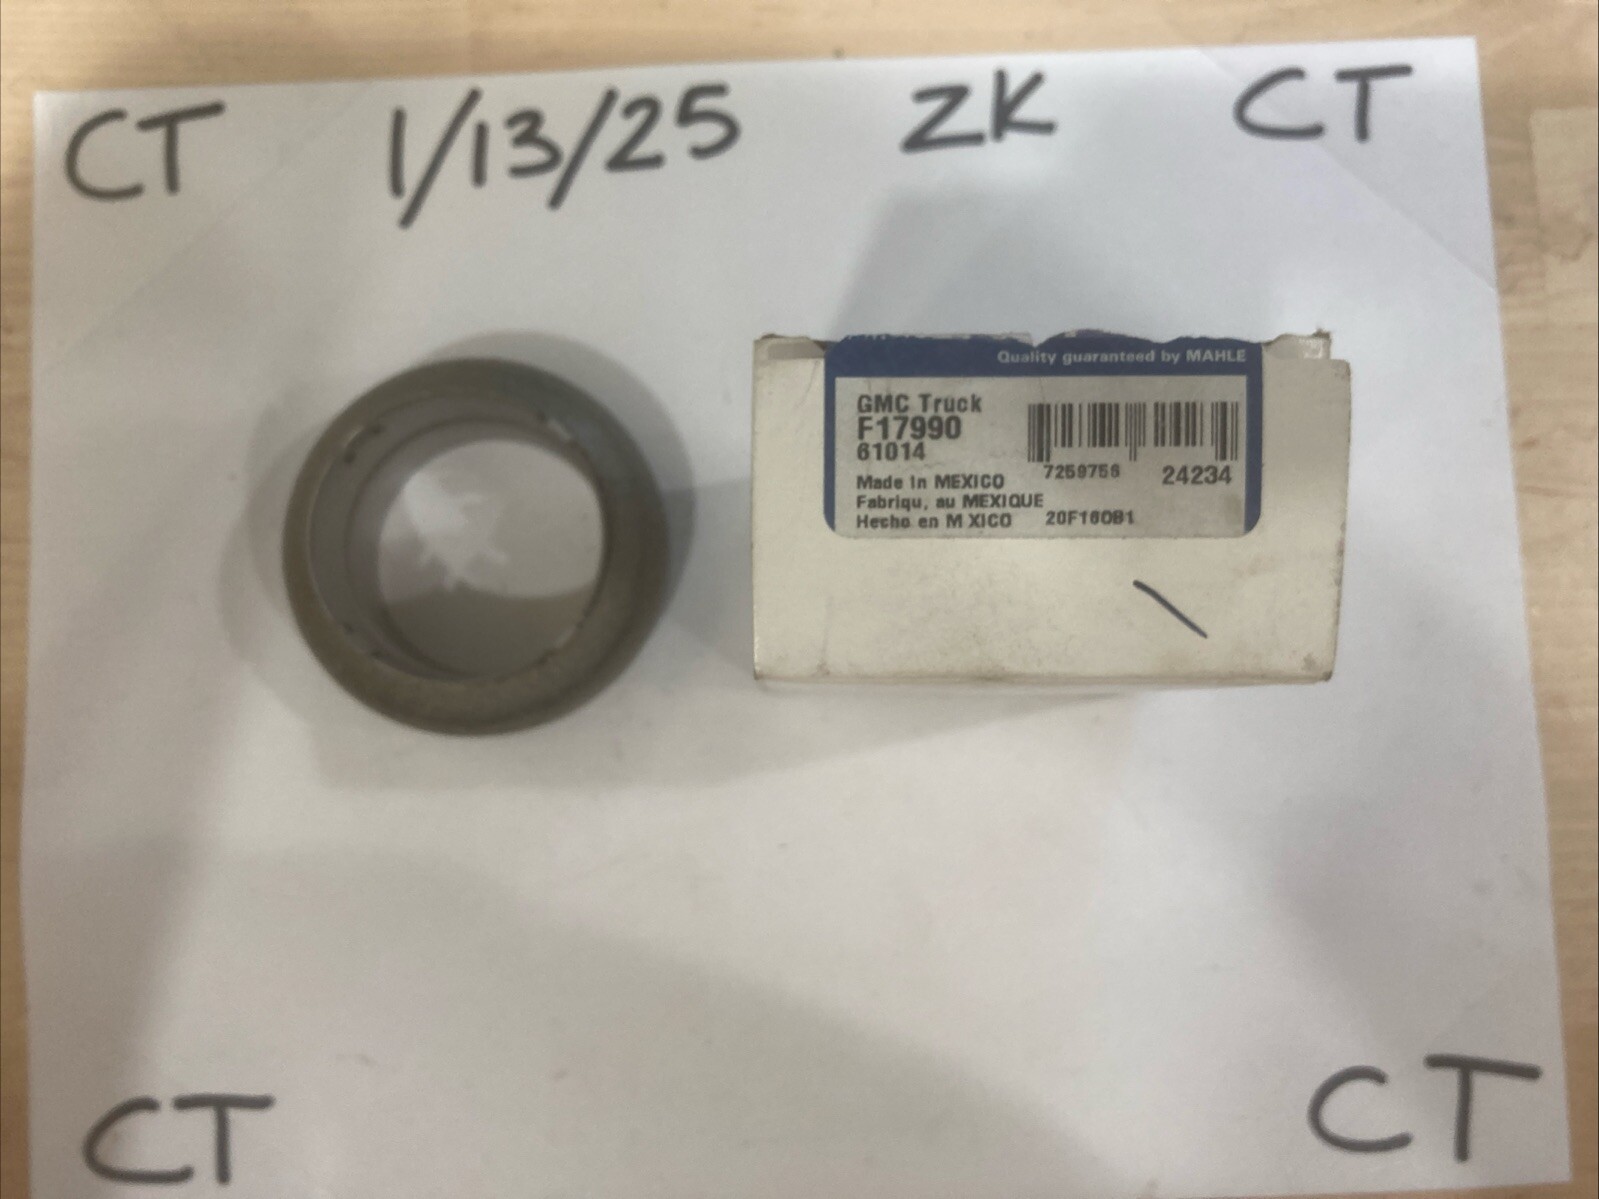 CT 1/13/25 ZK CT
Quality guaranteed by MAHLE
GMC Truck
F17990
61014
7259756 24234
Made In MEXICO
Fabriqu, au MEXIQUE
Hecho en M XICO 20F160B1
CT CT